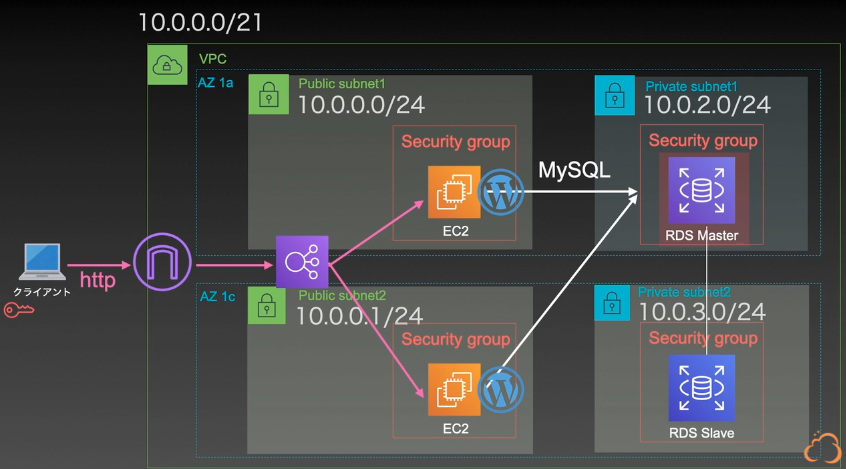 10.0.0.0/21
VPC
AZ 1a
Public subnet1
10.0.0.0/24
Security group
EC2
MySQL
Private subnet1
10.0.2.0/24
Security group
RDS Master
クライアント
http
AZ 1c
Public subnet2
10.0.0.1/24
Security group
EC2
Private subnet2
10.0.3.0/24
Security group
RDS Slave